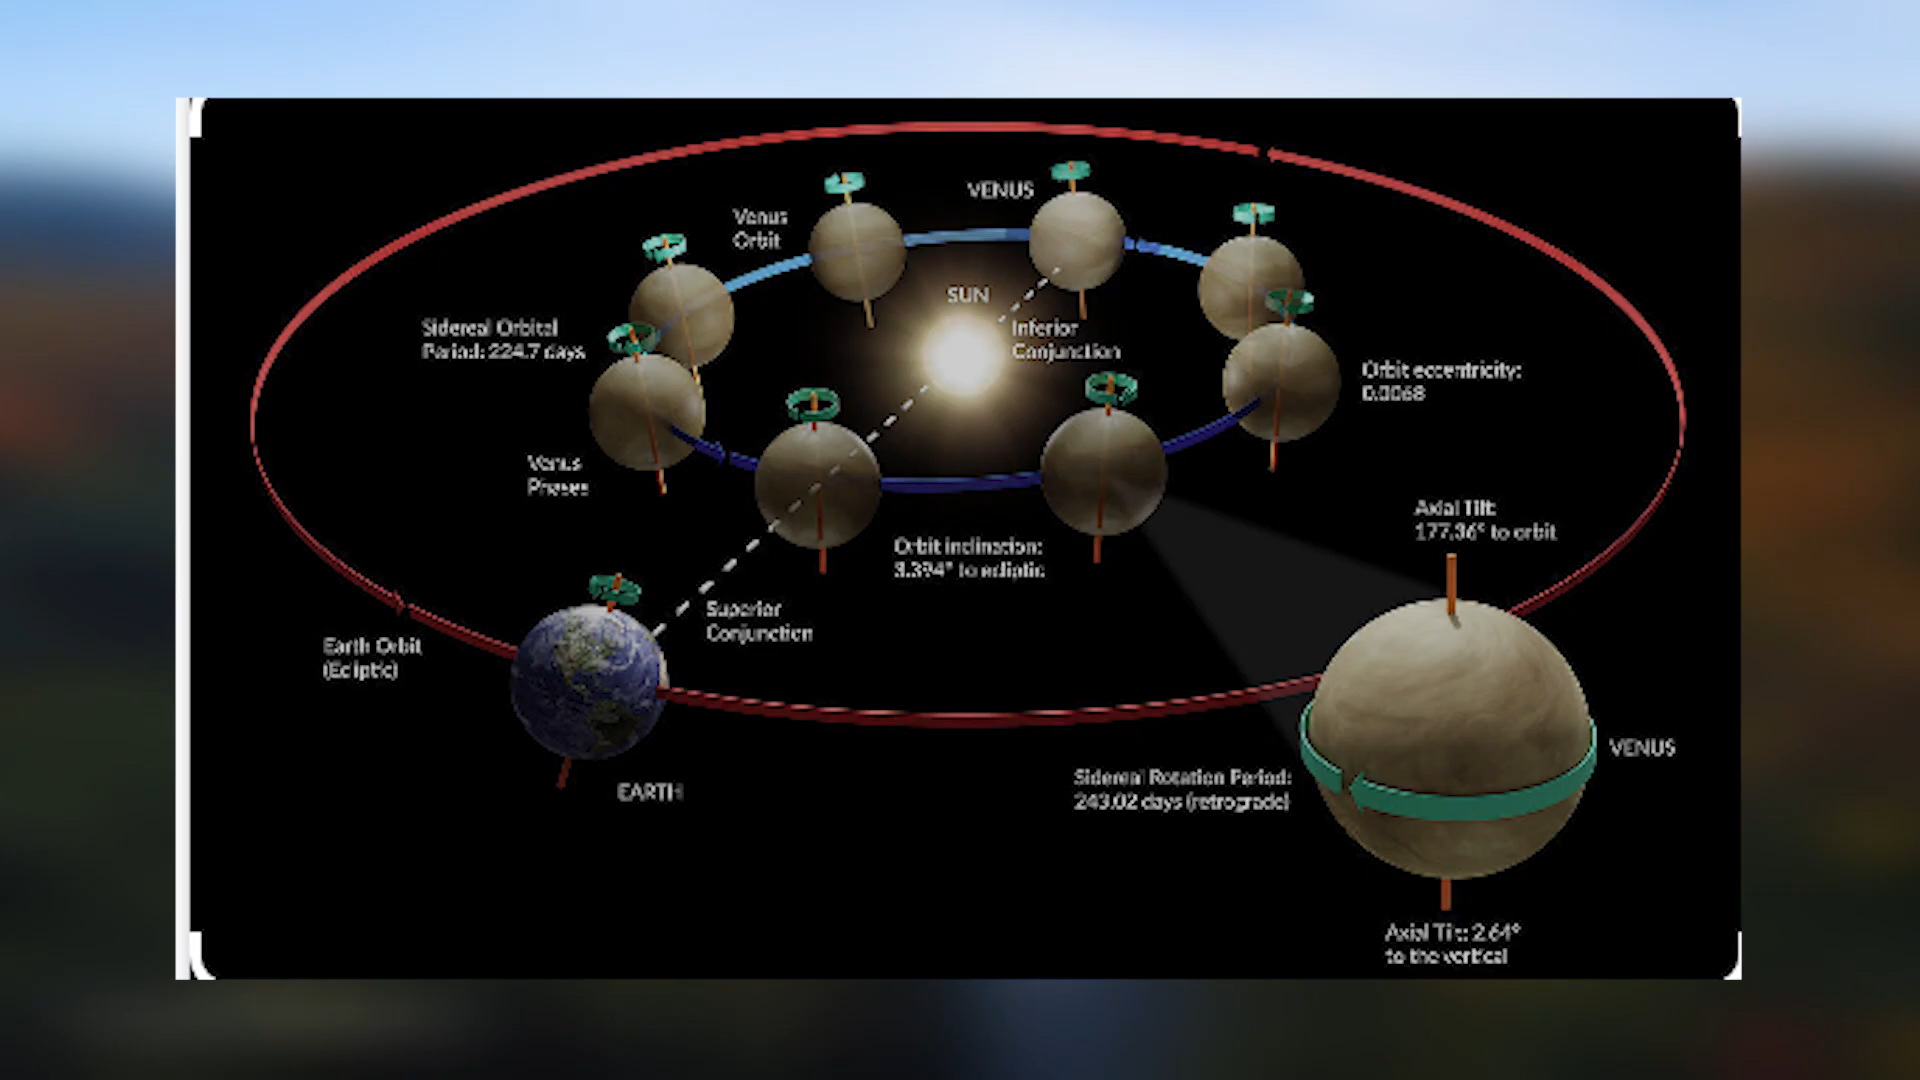 VENUS
Venus
Orbit
SUN
Sidereal Orbital
Period: 224.7 days
Inferior
Conjunction
Orbit eccentricity:
0.0068
Venus
Phases
Axial Tilt:
177.36° to orbit
Orbit inclination:
3.394° to ecliptic
Superior
Conjunction
Earth Orbit
(Ecliptic)
EARTH
VENUS
Sidereal Rotation Period:
243.02 days (retrograde)
Axial Tilt: 2.64°
to the vertical